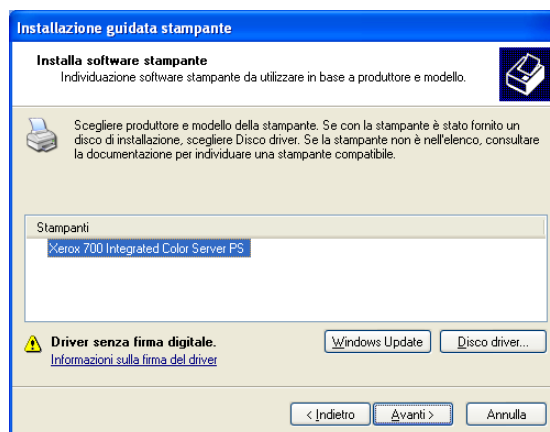 Installazione guidata stampante
Installa software stampante
Individuazione software stampante da utilizzare in base a produttore e modello.
Scegliere produttore e modello della stampante. Se con la stampante è stato fornito un
disco di installazione, scegliere Disco driver. Se la stampante non è nell'elenco, consultare
la documentazione per individuare una stampante compatibile.
Stampanti
Xerox 700 Integrated Color Server PS
Driver senza firma digitale.
Windows Update
Disco driver...
Informazioni sulla firma del driver
< Indietro
Avanti >
Annulla